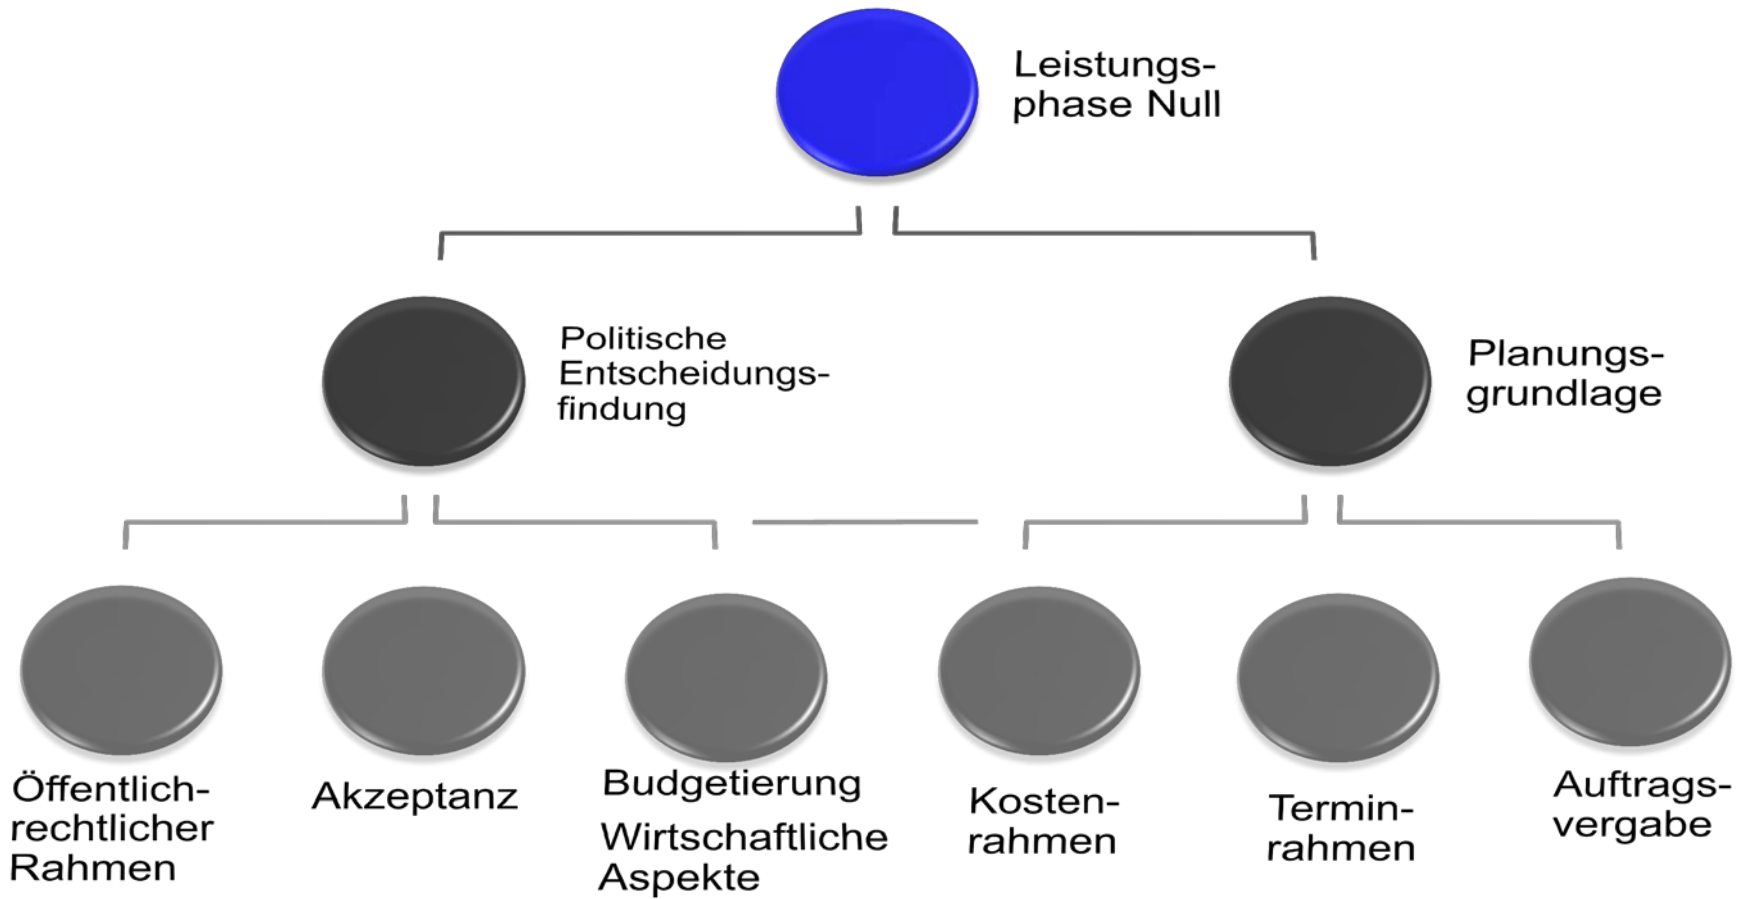 Leistungs-
phase Null
Politische
Entscheidungs-
findung
Planungs-
grundlage
Öffentlich-
rechtlicher
Rahmen
Akzeptanz
Budgetierung
Wirtschaftliche
Aspekte
Kosten-
rahmen
Termin-
rahmen
Auftrags-
vergabe